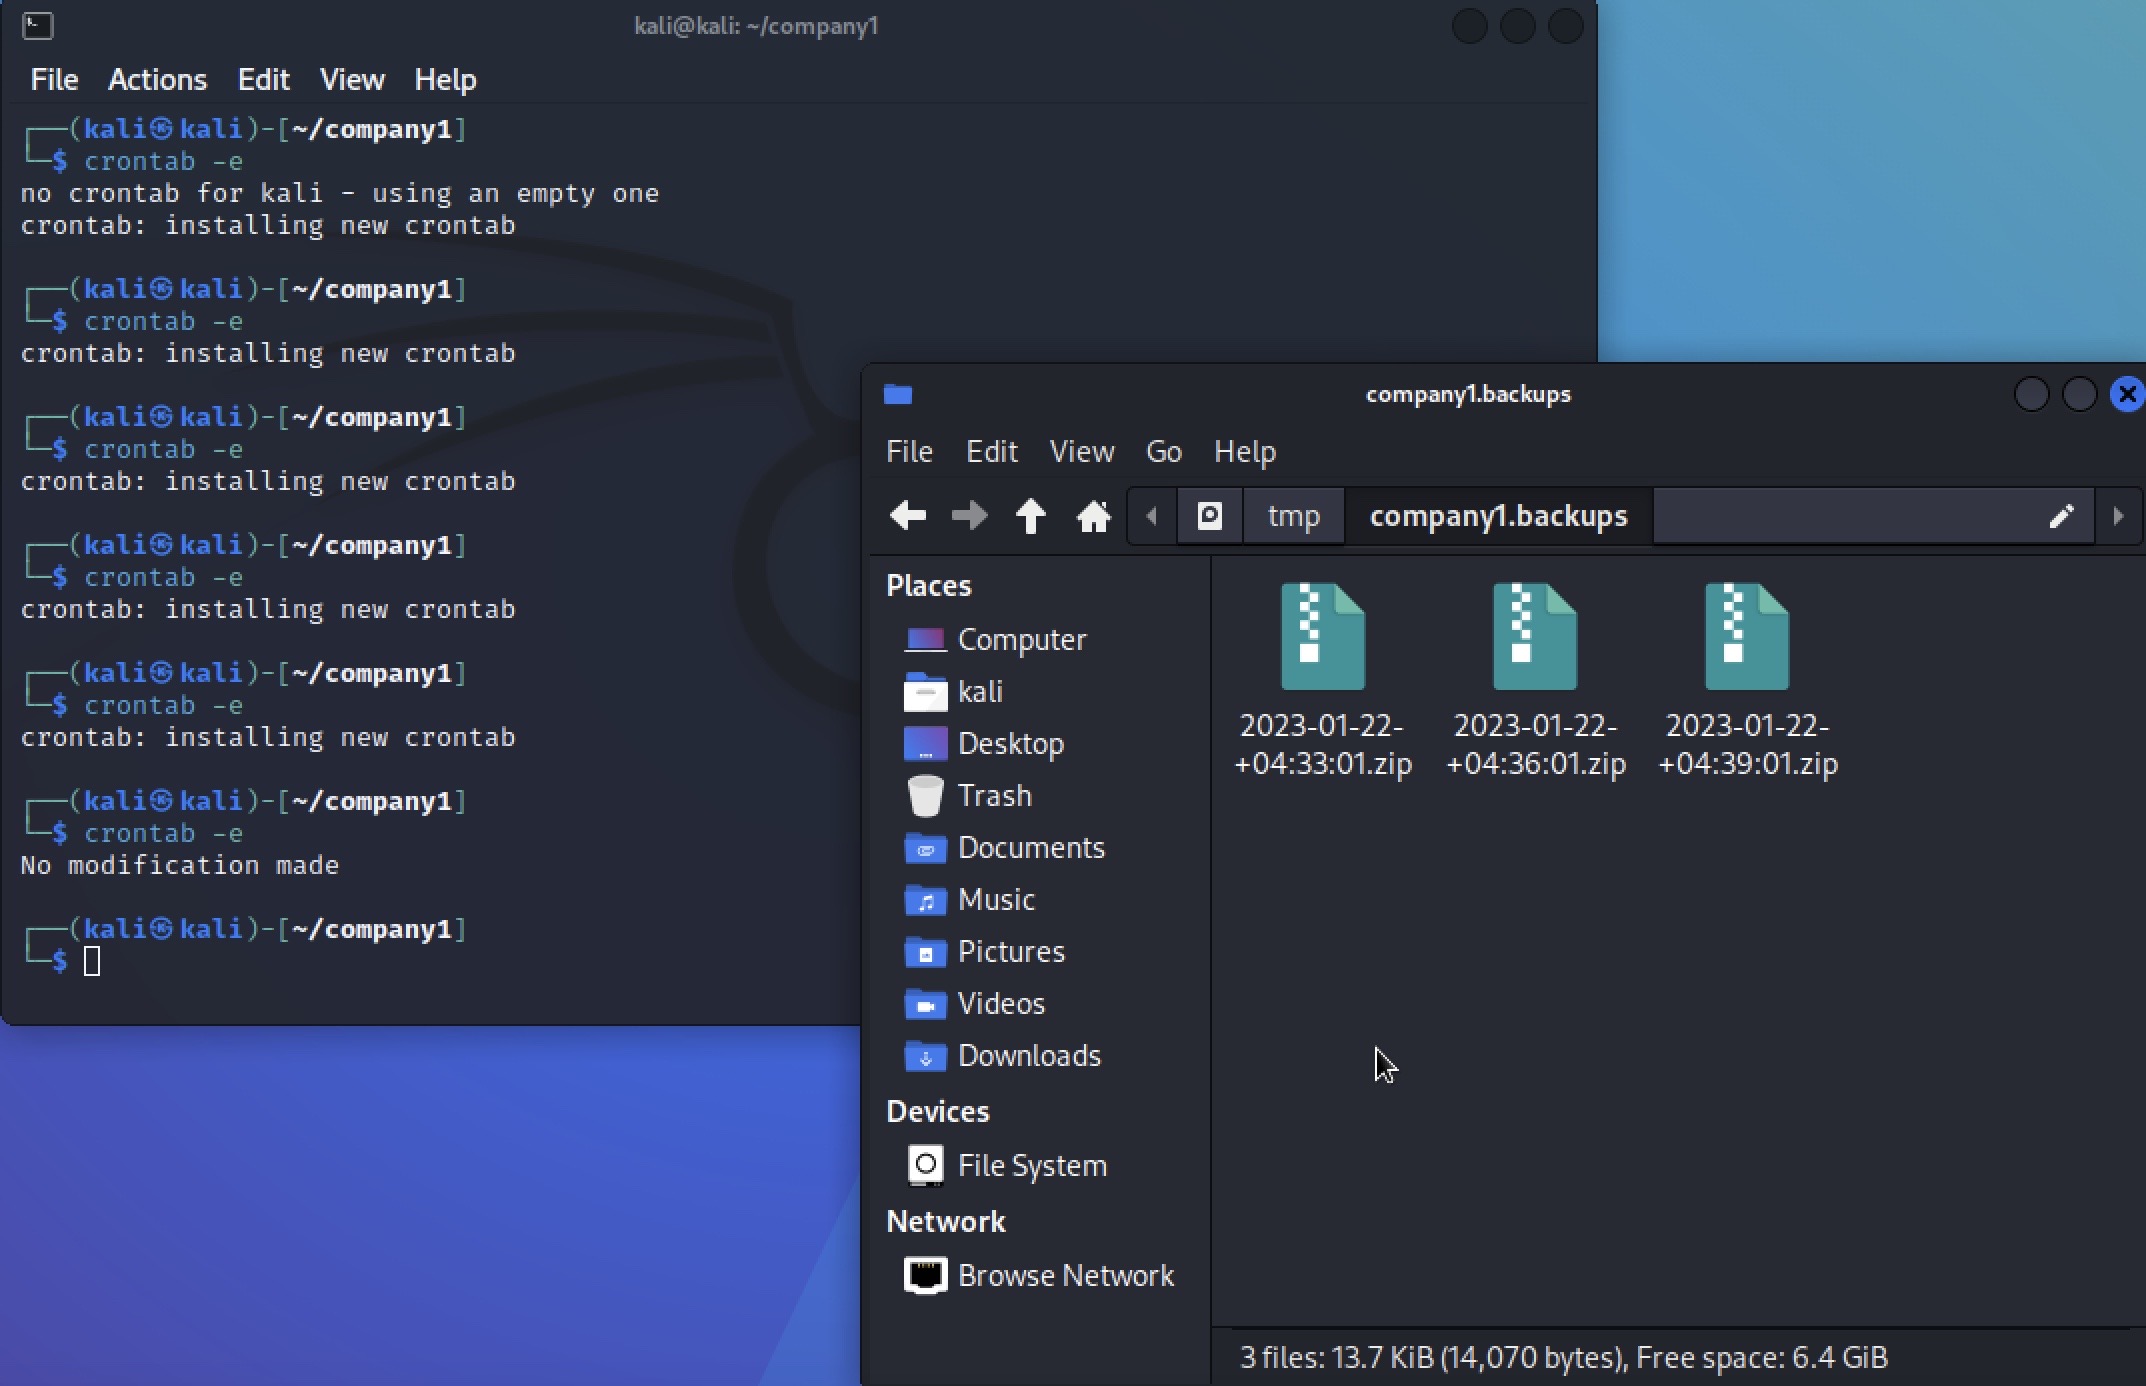 kali@kali: ~/company1
File Actions Edit View Help
┌──(kali㉿kali)-[~/company1]
└─$ crontab -e
no crontab for kali - using an empty one
crontab: installing new crontab
┌──(kali㉿kali)-[~/company1]
└─$ crontab -e
crontab: installing new crontab
┌──(kali㉿kali)-[~/company1]
└─$ crontab -e
crontab: installing new crontab
┌──(kali㉿kali)-[~/company1]
└─$ crontab -e
crontab: installing new crontab
┌──(kali㉿kali)-[~/company1]
└─$ crontab -e
crontab: installing new crontab
┌──(kali㉿kali)-[~/company1]
└─$ crontab -e
No modification made
┌──(kali㉿kali)-[~/company1]
└─$
company1.backups
File Edit View Go Help
tmp company1.backups
Places
Computer
kali
Desktop
Trash
Documents
Music
Pictures
Videos
Downloads
Devices
File System
Network
Browse Network
2023-01-22-
+04:33:01.zip
2023-01-22-
+04:36:01.zip
2023-01-22-
+04:39:01.zip
3 files: 13.7 KiB (14,070 bytes), Free space: 6.4 GiB